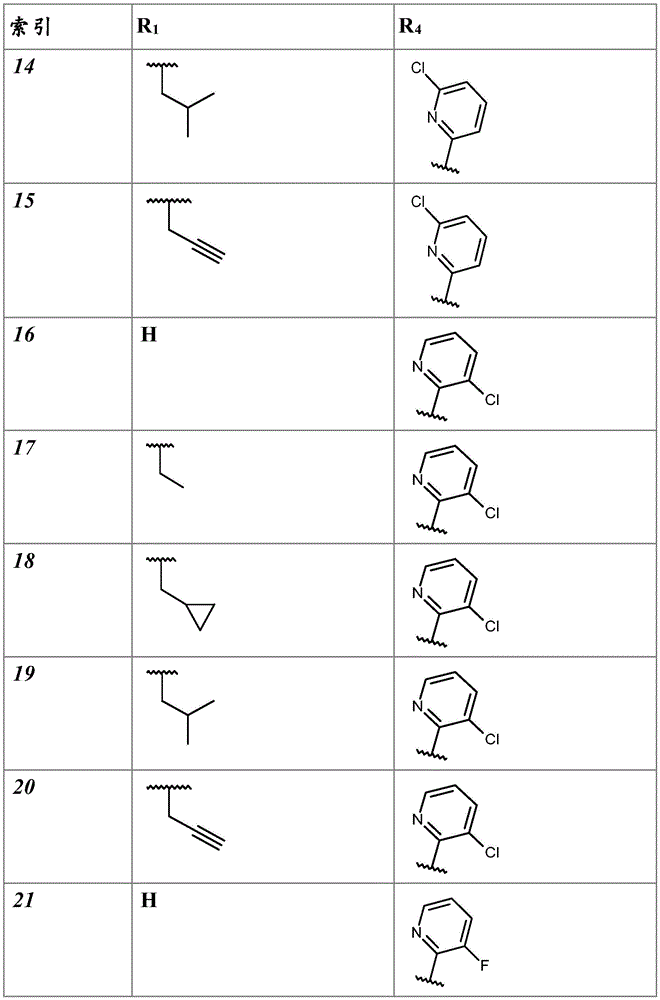 索引 R1 R4
14 Cl N
15 Cl N
16 H N Cl
17 N Cl
18 N Cl
19 N Cl
20 N Cl
21 H N F